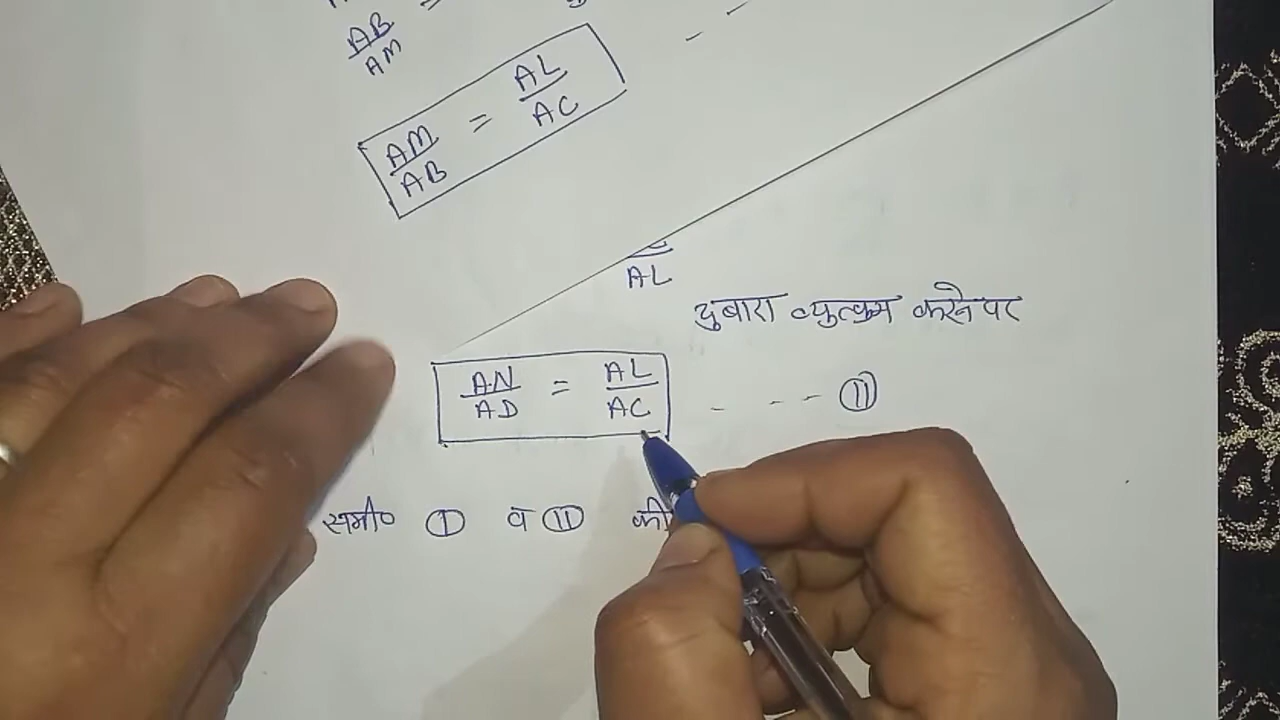 AB/AM =
AM/AB = AL/AC
AL
दुबारा व्युत्क्रम करने पर
AN/AD = AL/AC - - - II
समी० I व II की